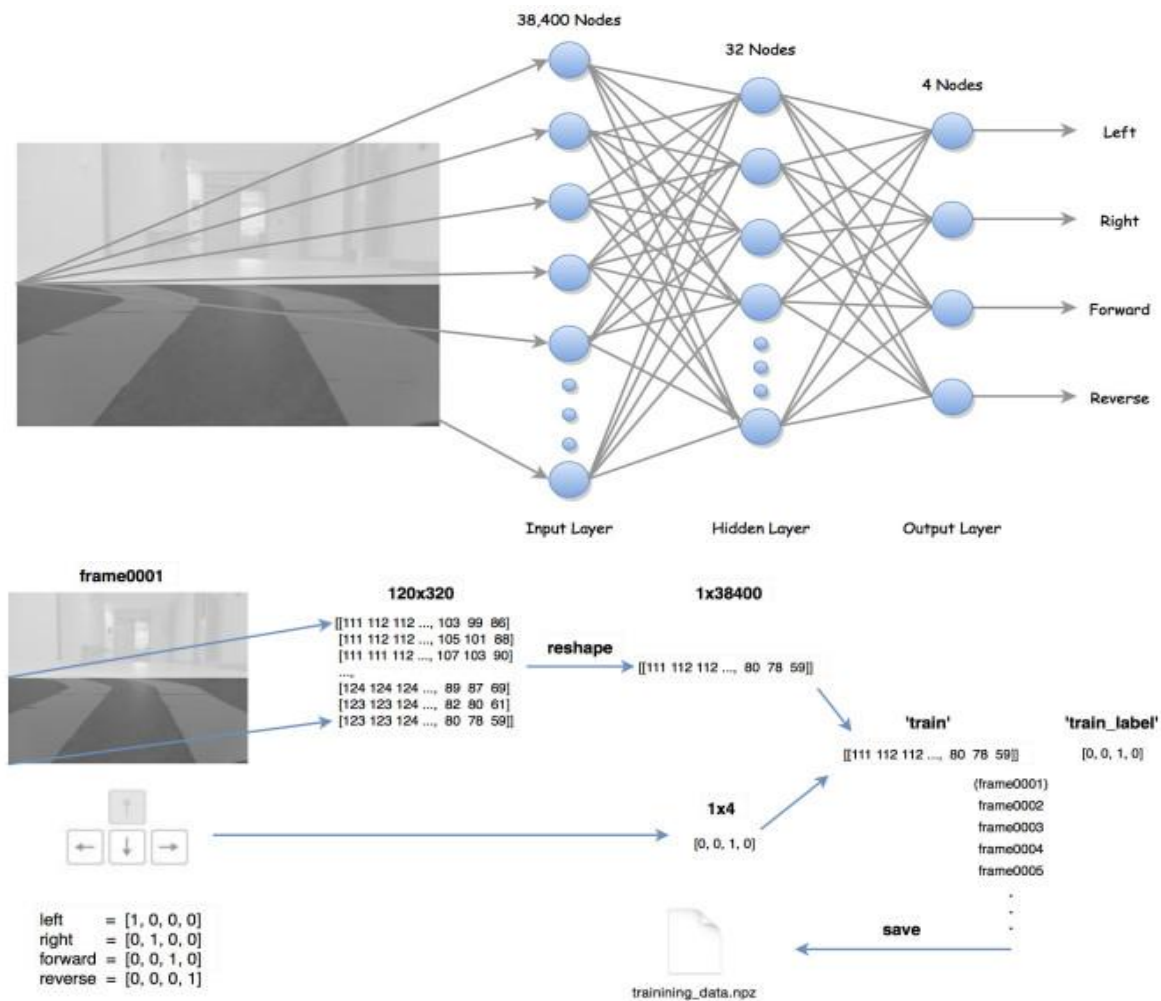 38,400 Nodes
32 Nodes
4 Nodes
Left
Right
Forward
Reverse
Input Layer
Hidden Layer
Output Layer
frame0001
120x320
1x38400
[[111 112 112 ..., 103 99 86]
[111 112 112 ..., 105 101 88]
[111 111 112 ..., 107 103 90]
...,
[124 124 124 ..., 89 87 69]
[123 123 124 ..., 82 80 61]
[123 123 124 ..., 80 78 59]]
reshape
[[111 112 112 ..., 80 78 59]]
'train'
'train_label'
[[111 112 112 ..., 80 78 59]]
[0, 0, 1, 0]
(frame0001)
frame0002
frame0003
frame0004
frame0005
1x4
[0, 0, 1, 0]
left = [1, 0, 0, 0]
right = [0, 1, 0, 0]
forward = [0, 0, 1, 0]
reverse = [0, 0, 0, 1]
save
trainining_data.npz